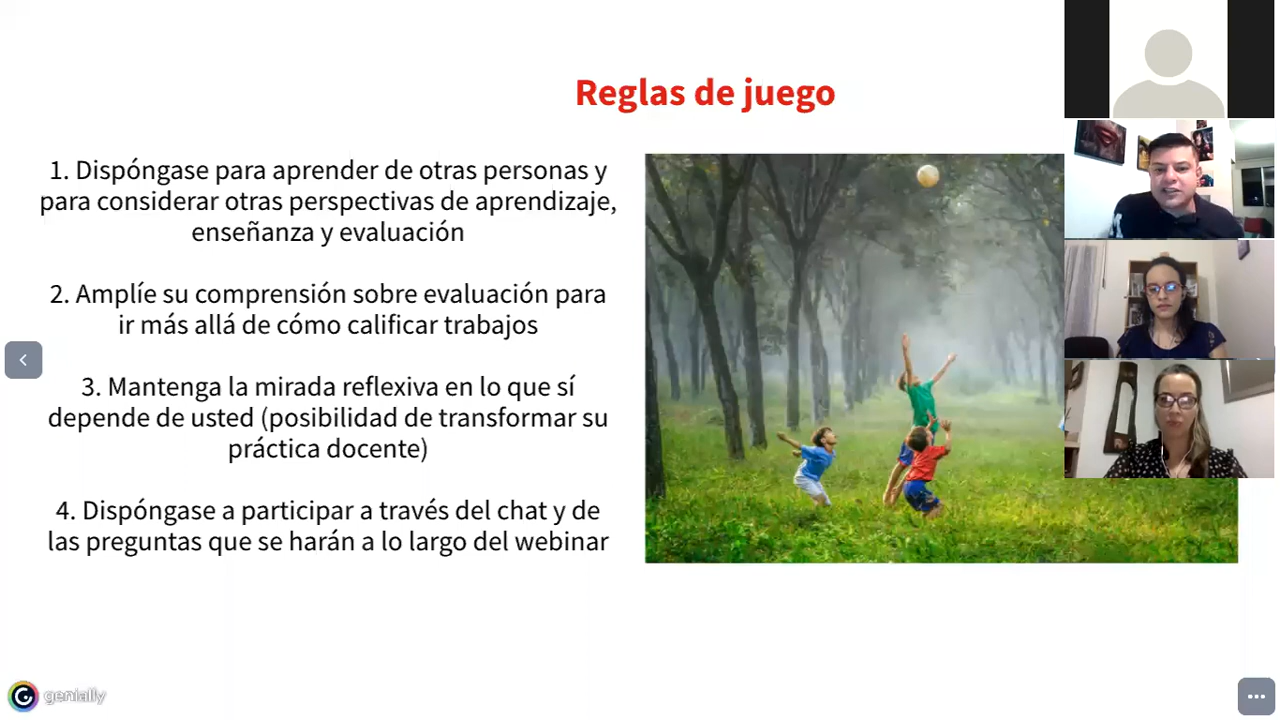 Reglas de juego
1. Dispóngase para aprender de otras personas y
para considerar otras perspectivas de aprendizaje,
enseñanza y evaluación
2. Amplíe su comprensión sobre evaluación para
ir más allá de cómo calificar trabajos
3. Mantenga la mirada reflexiva en lo que sí
depende de usted (posibilidad de transformar su
práctica docente)
4. Dispóngase a participar a través del chat y de
las preguntas que se harán a lo largo del webinar
genially